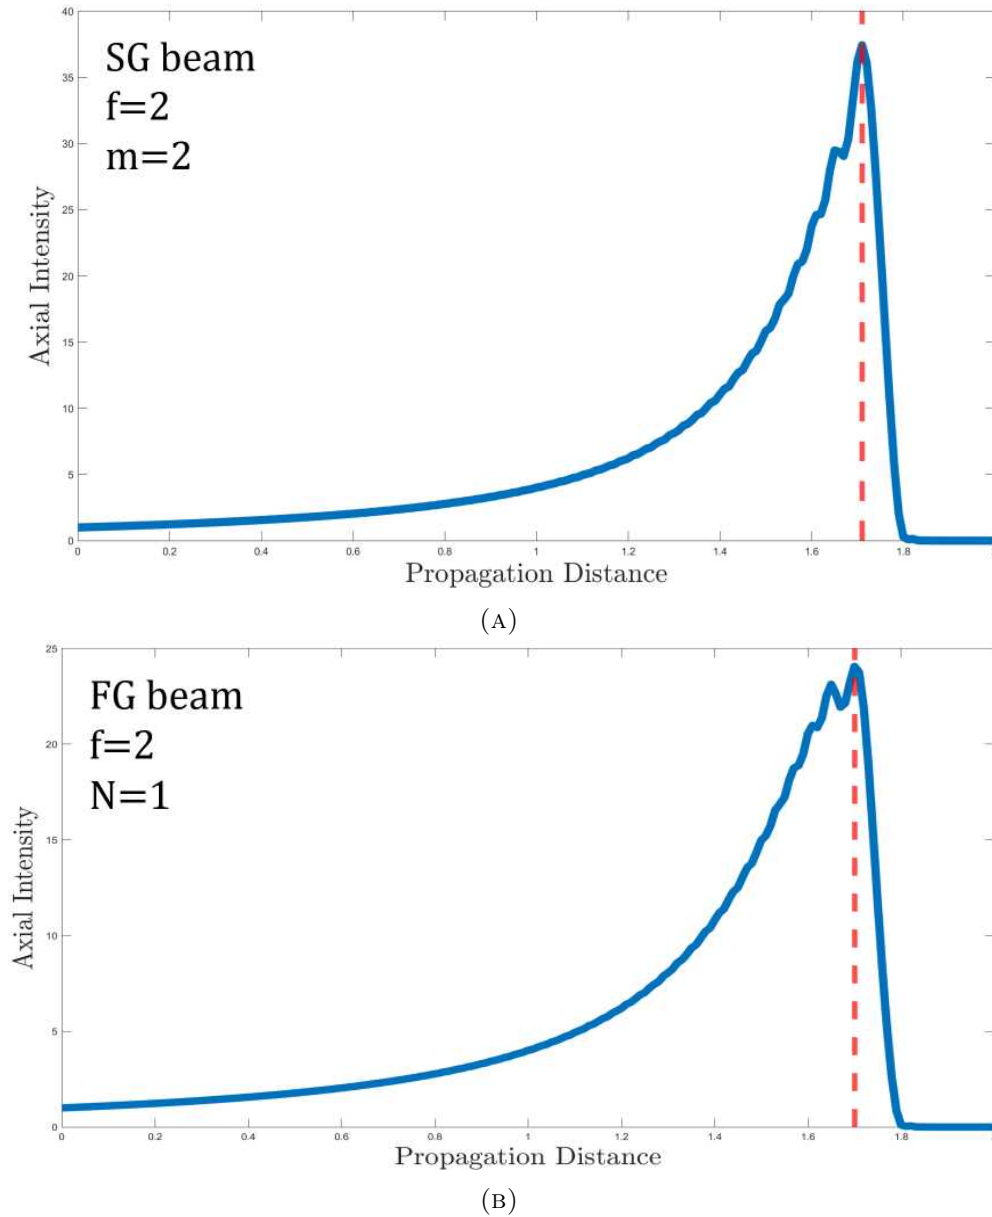 40
35
30
25
20
15
10
5
0
SG beam
f=2
m=2
Axial Intensity
0 0.2 0.4 0.6 0.8 1 1.2 1.4 1.6 1.8
Propagation Distance
(A)
25
20
15
10
5
0
FG beam
f=2
N=1
Axial Intensity
0 0.2 0.4 0.6 0.8 1 1.2 1.4 1.6 1.8
Propagation Distance
(B)